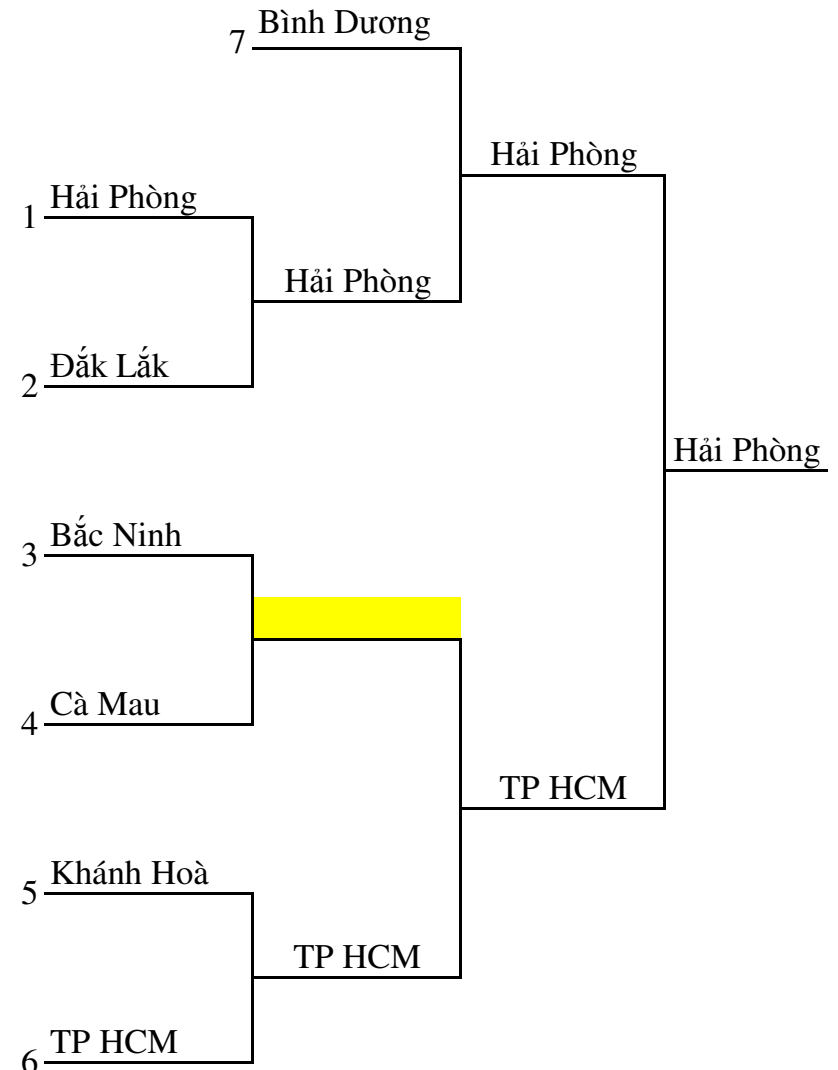 7 Bình Dương
Hải Phòng
1 Hải Phòng
Hải Phòng
2 Đắk Lắk
Hải Phòng
3 Bắc Ninh
4 Cà Mau
TP HCM
5 Khánh Hoà
TP HCM
6 TP HCM